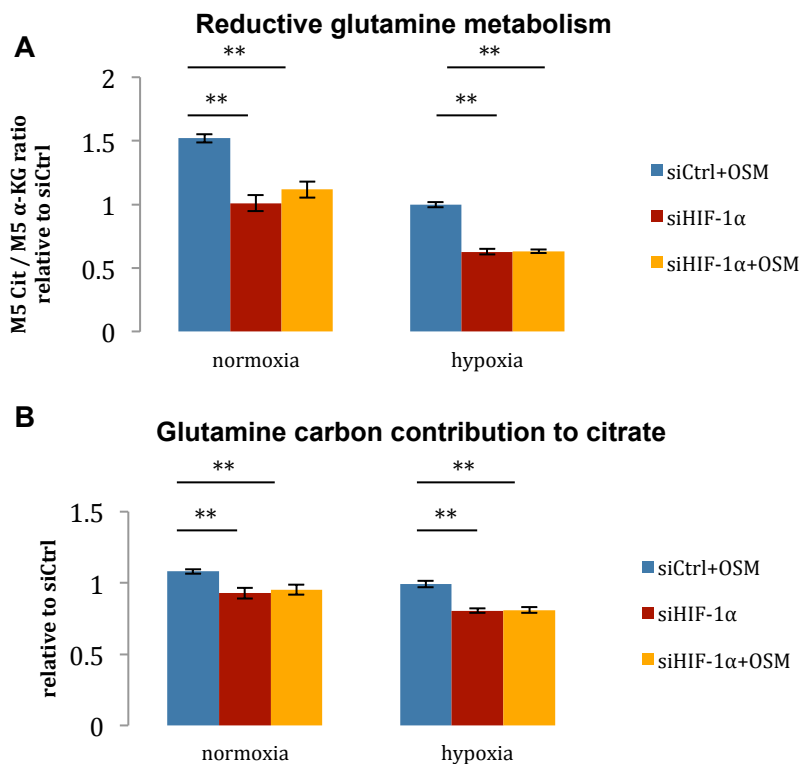 Reductive glutamine metabolism
A
**
**
**
**
M5 Cit / M5 α-KG ratio
relative to siCtrl
2
1.5
1
0.5
0
normoxia
hypoxia
siCtrl+OSM
siHIF-1α
siHIF-1α+OSM
B
Glutamine carbon contribution to citrate
**
**
**
**
relative to siCtrl
1.5
1
0.5
0
normoxia
hypoxia
siCtrl+OSM
siHIF-1α
siHIF-1α+OSM